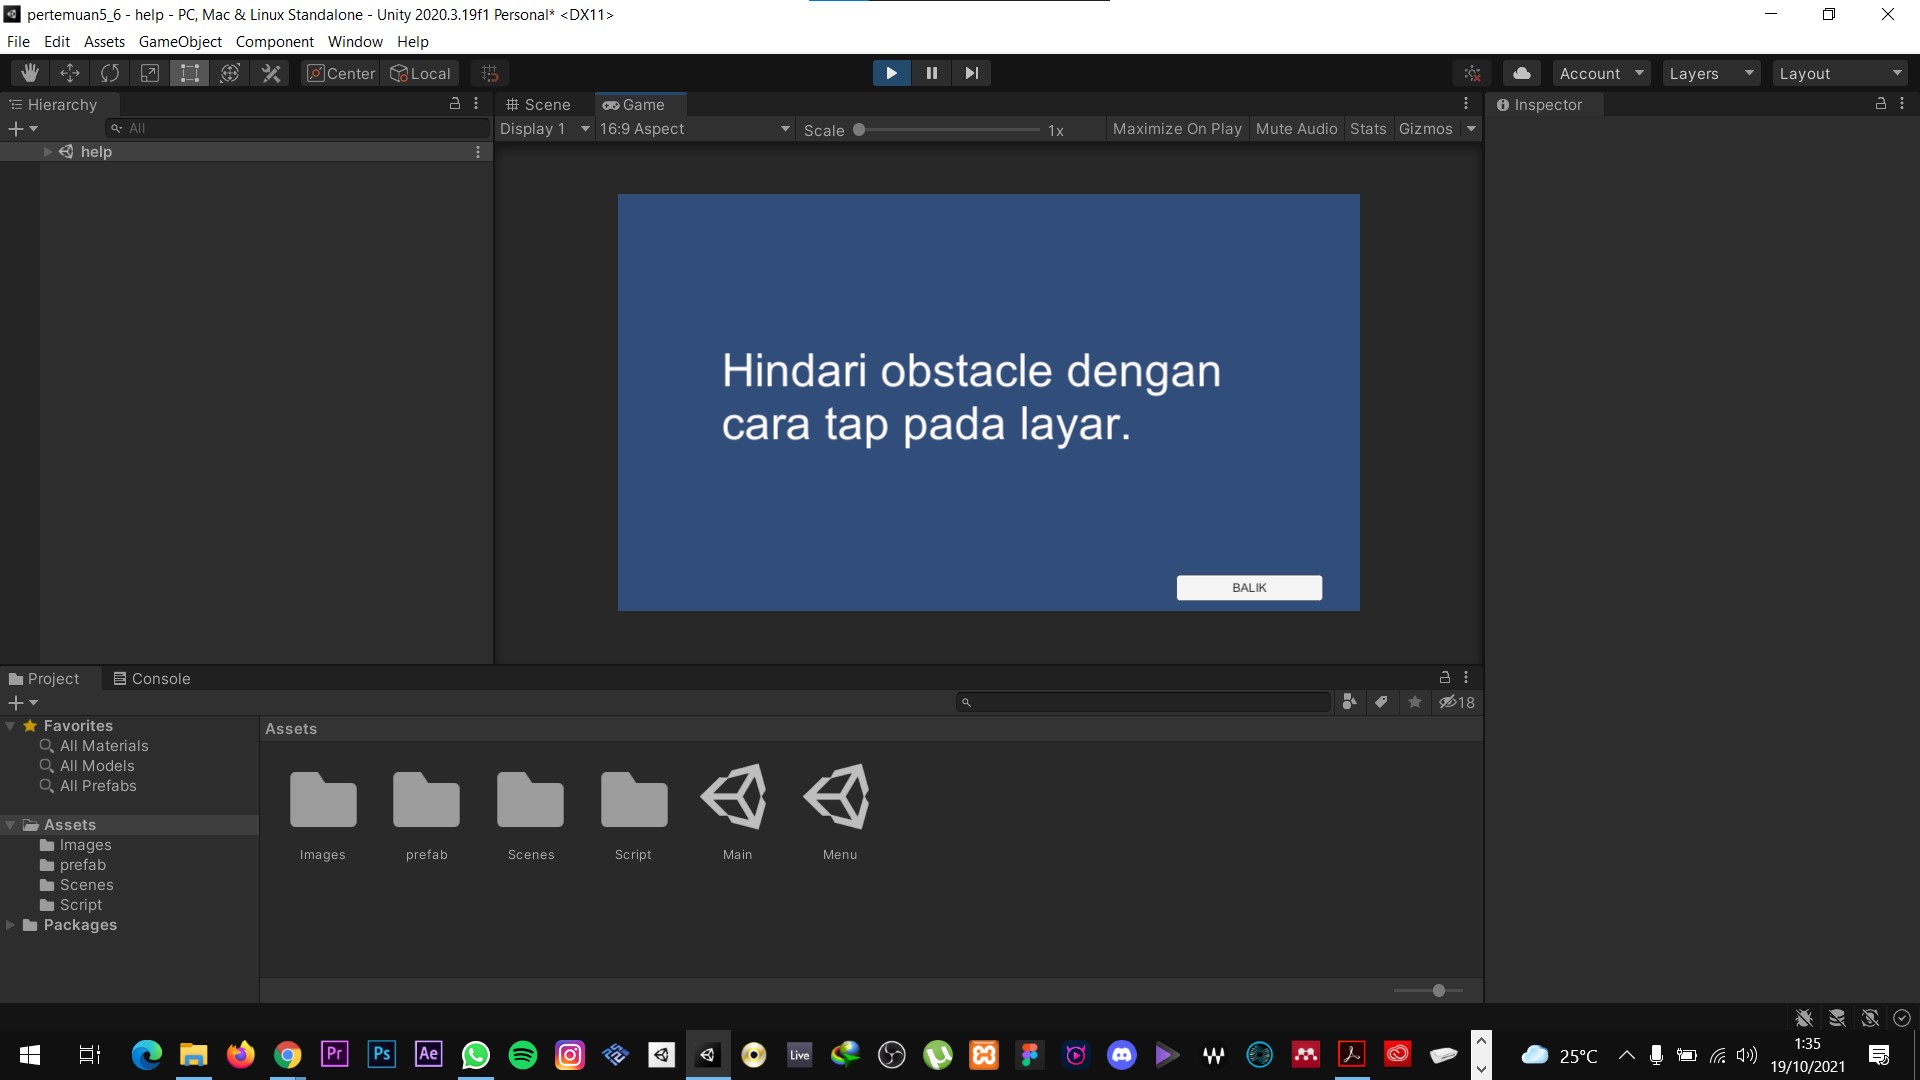 pertemuan5_6 - help - PC, Mac & Linux Standalone - Unity 2020.3.19f1 Personal* <DX11>
File Edit Assets GameObject Component Window Help
Center Local Account Layers Layout
Hierarchy Scene Game Inspector
All Display 1 16:9 Aspect Scale 1x Maximize On Play Mute Audio Stats Gizmos
help
Hindari obstacle dengan
cara tap pada layar.
BALIK
Project Console
18
Favorites
All Materials
All Models
All Prefabs
Assets
Images
prefab
Scenes
Script
Packages
Assets
Images prefab Scenes Script Main Menu
Pr Ps Ae Live
25°C
1:35
19/10/2021